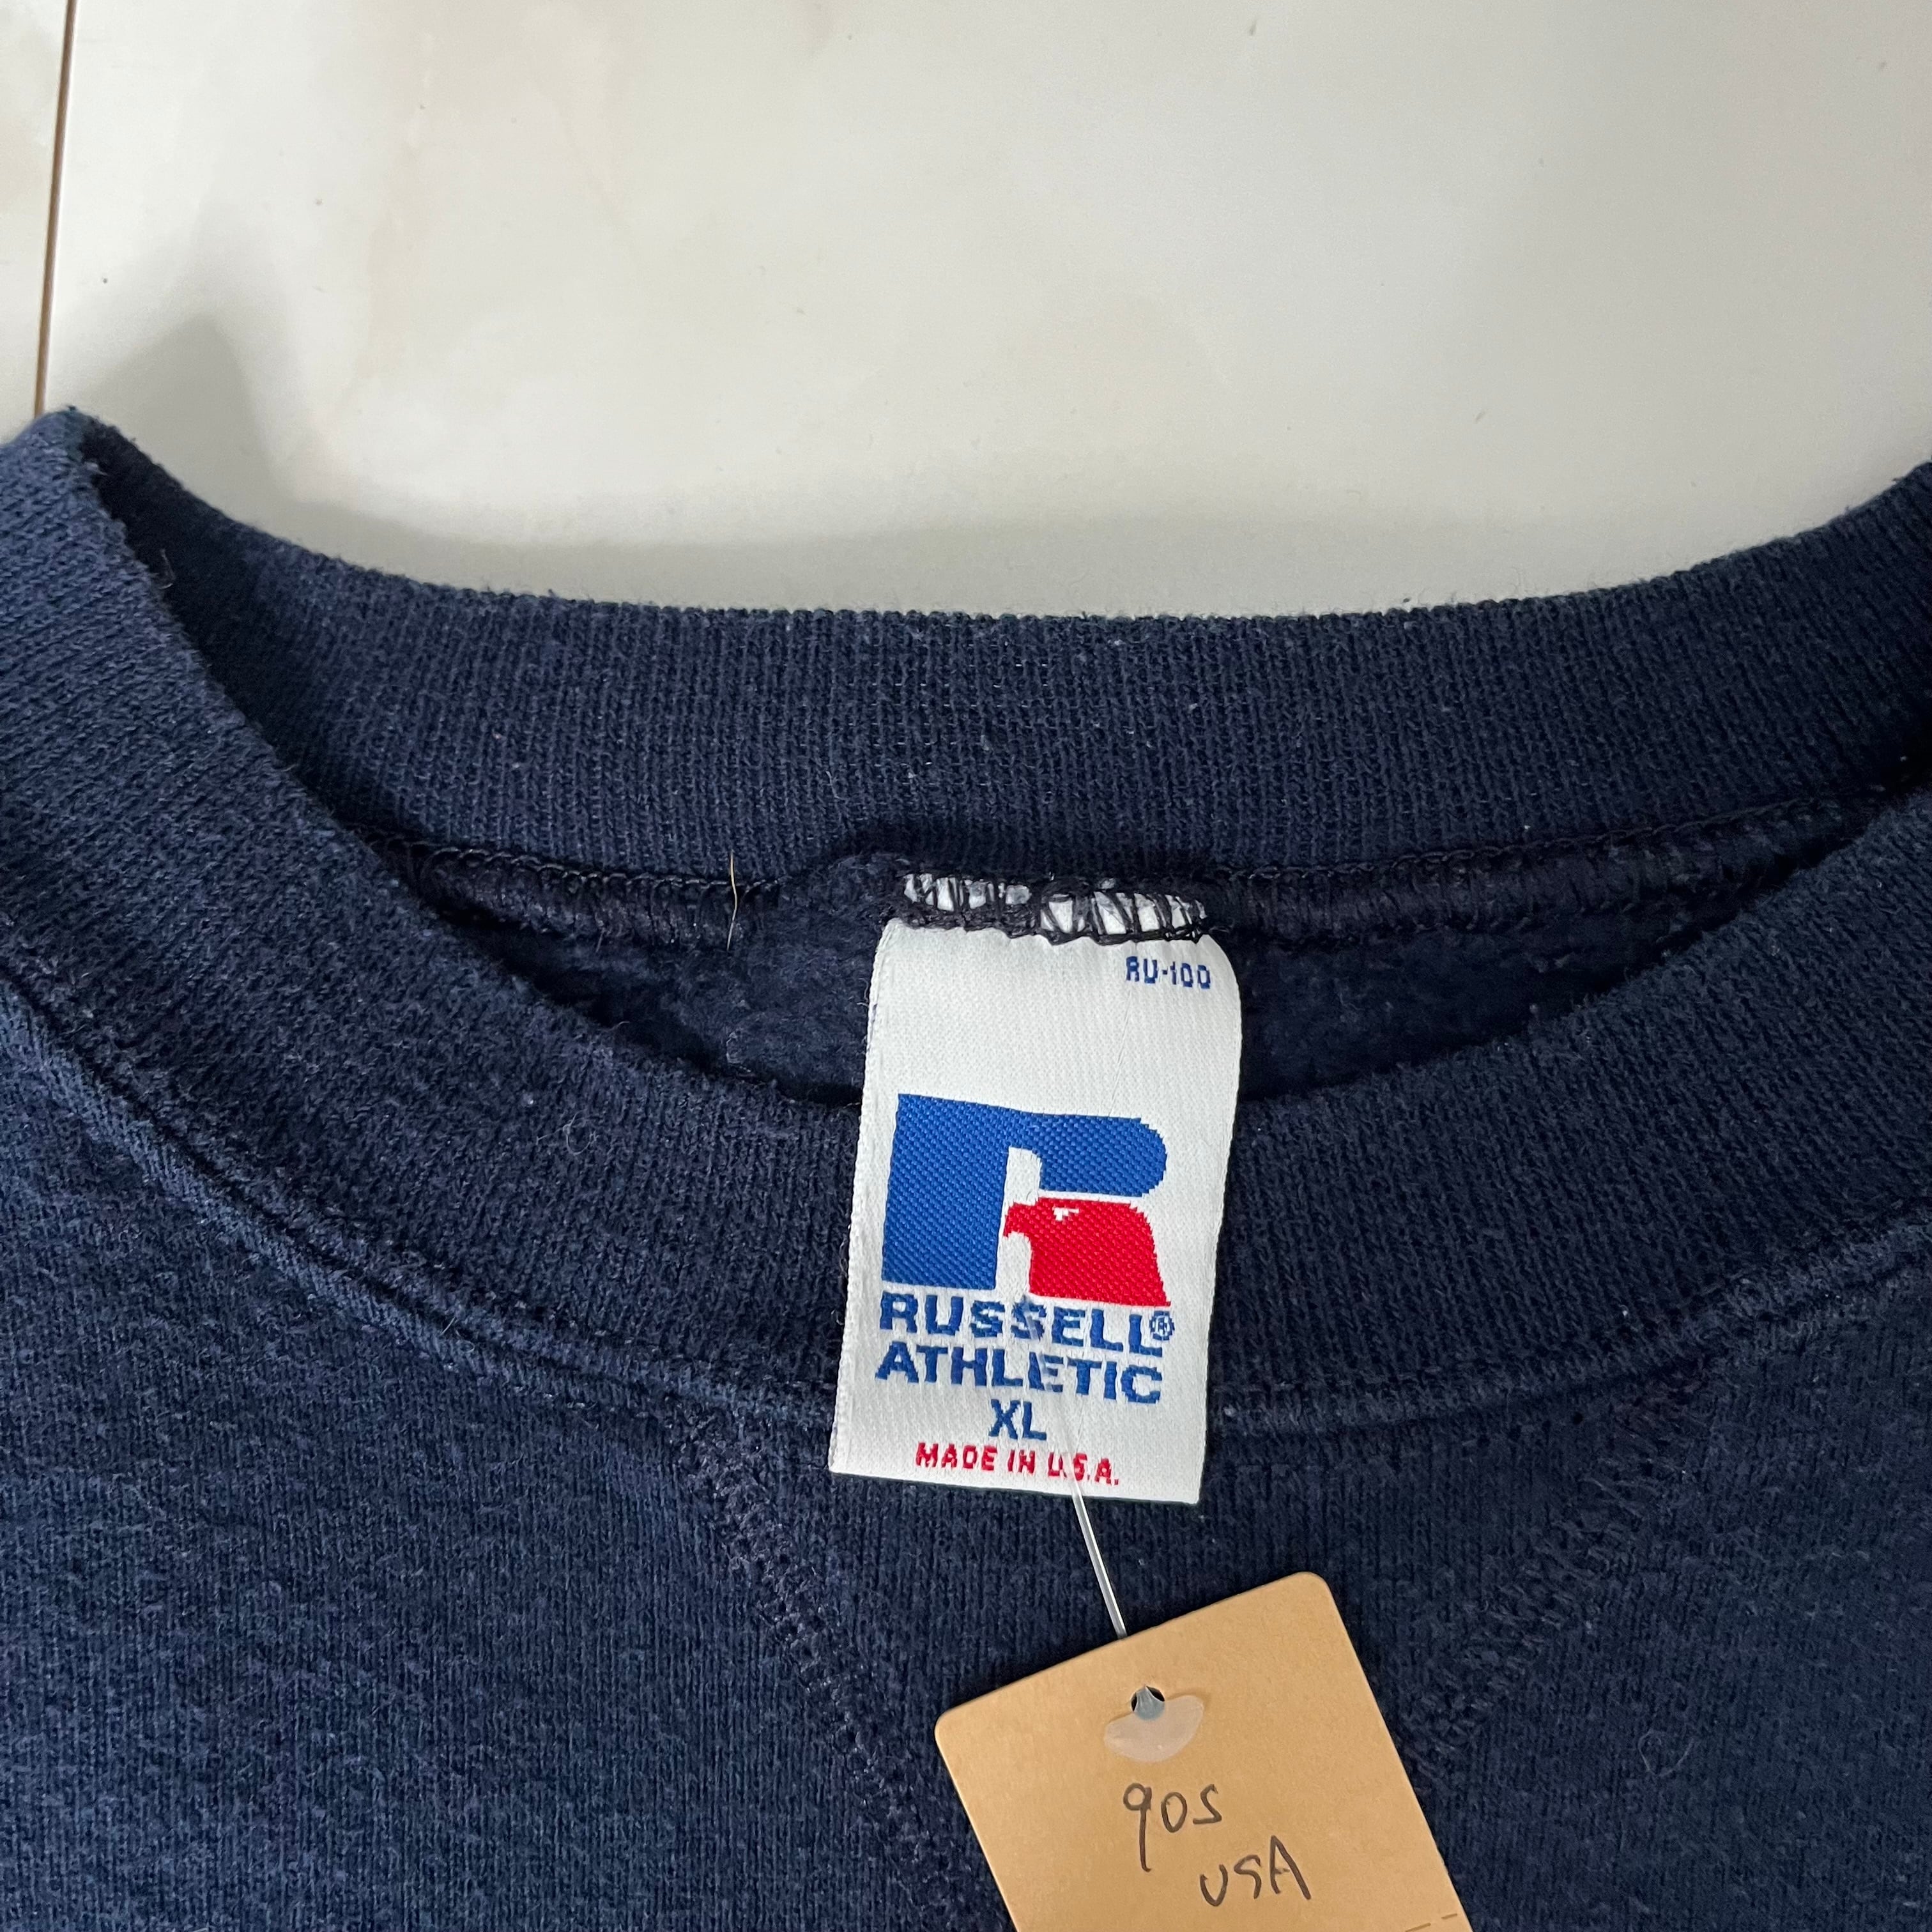 RU-100
RUSSELL®
ATHLETIC
XL
MADE IN U.S.A.
90s
USA